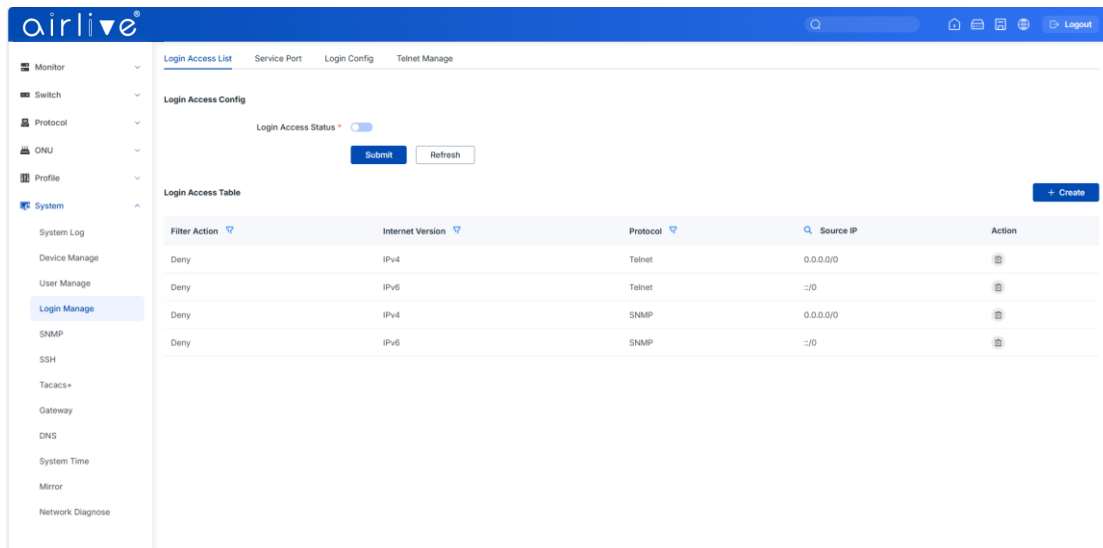 airlive®
Logout
Monitor
Switch
Protocol
ONU
Profile
System
System Log
Device Manage
User Manage
Login Manage
SNMP
SSH
Tacacs+
Gateway
DNS
System Time
Mirror
Network Diagnose
Login Access List Service Port Login Config Telnet Manage
Login Access Config
Login Access Status *
Submit Refresh
Login Access Table
+ Create
Filter Action Internet Version Protocol Source IP Action
Deny IPv4 Telnet 0.0.0.0/0
Deny IPv6 Telnet ::/0
Deny IPv4 SNMP 0.0.0.0/0
Deny IPv6 SNMP ::/0